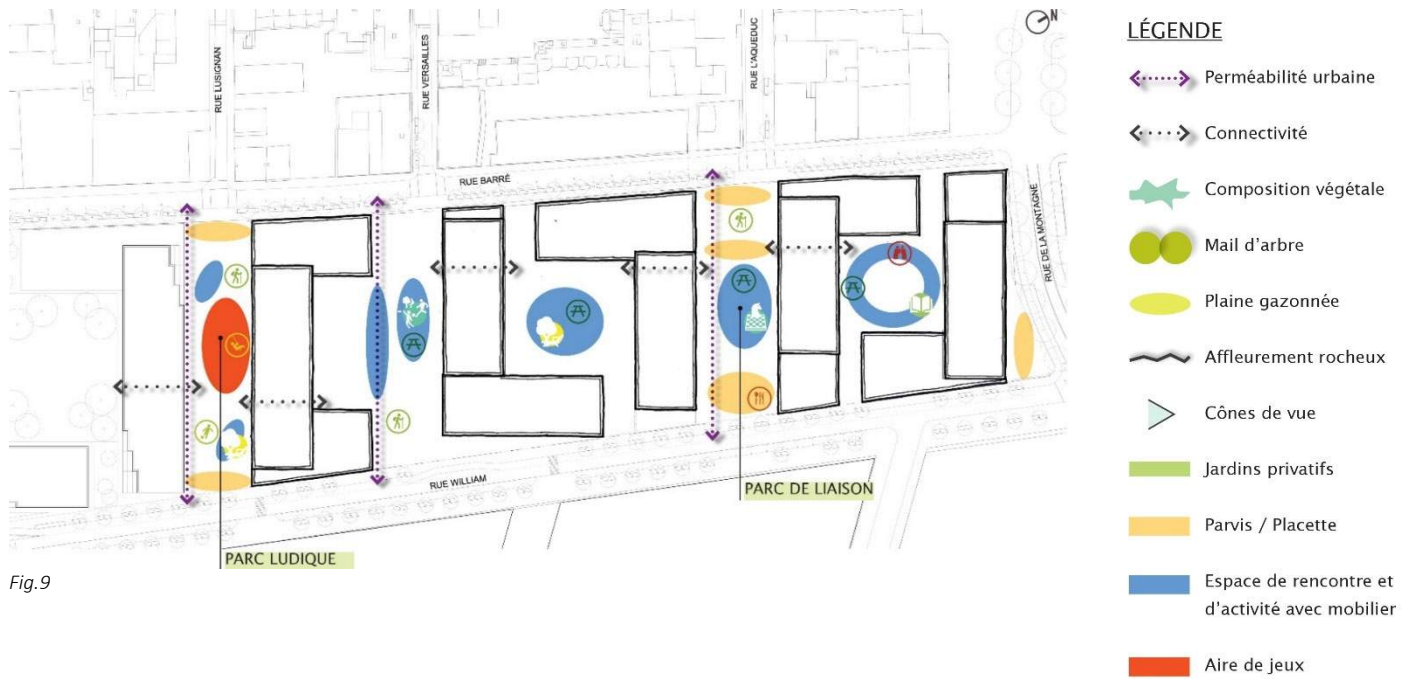 N
RUE LUSIGNAN
RUE VERSAILLES
RUE L'AQUEDUC
RUE BARRÉ
RUE DE LA MONTAGNE
RUE WILLIAM
PARC DE LIAISON
PARC LUDIQUE
Fig.9
LÉGENDE
Perméabilité urbaine
Connectivité
Composition végétale
Mail d'arbre
Plaine gazonnée
Affleurement rocheux
Cônes de vue
Jardins privatifs
Parvis / Placette
Espace de rencontre et
d'activité avec mobilier
Aire de jeux